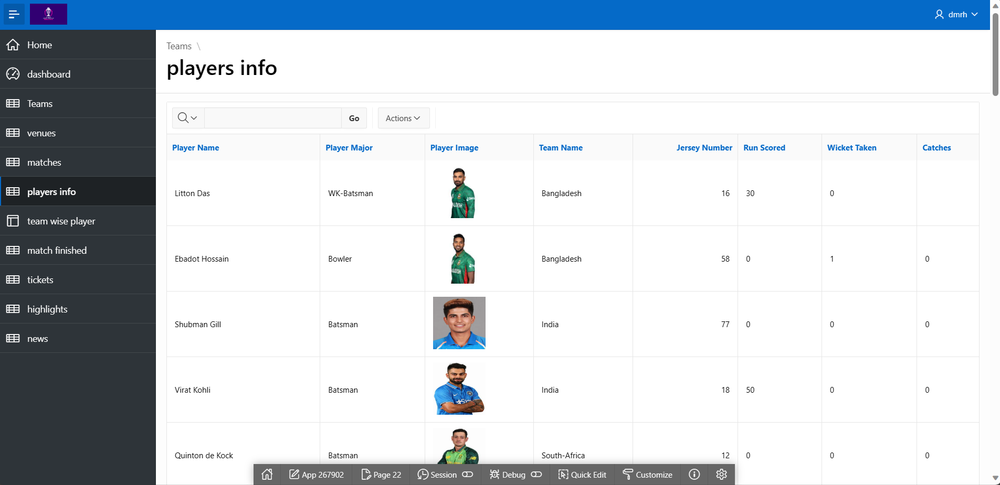 dmrh
Home
dashboard
Teams
venues
matches
players info
team wise player
match finished
tickets
highlights
news
Teams \
players info
Go
Actions
Player Name Player Major Player Image Team Name Jersey Number Run Scored Wicket Taken Catches
Litton Das WK-Batsman Bangladesh 16 30 0
Ebadot Hossain Bowler Bangladesh 58 0 1 0
Shubman Gill Batsman India 77 0 0 0
Virat Kohli Batsman India 18 50 0 0
Quinton de Kock Batsman South-Africa 12 0 0 0
App 267902 Page 22 Session Debug Quick Edit Customize